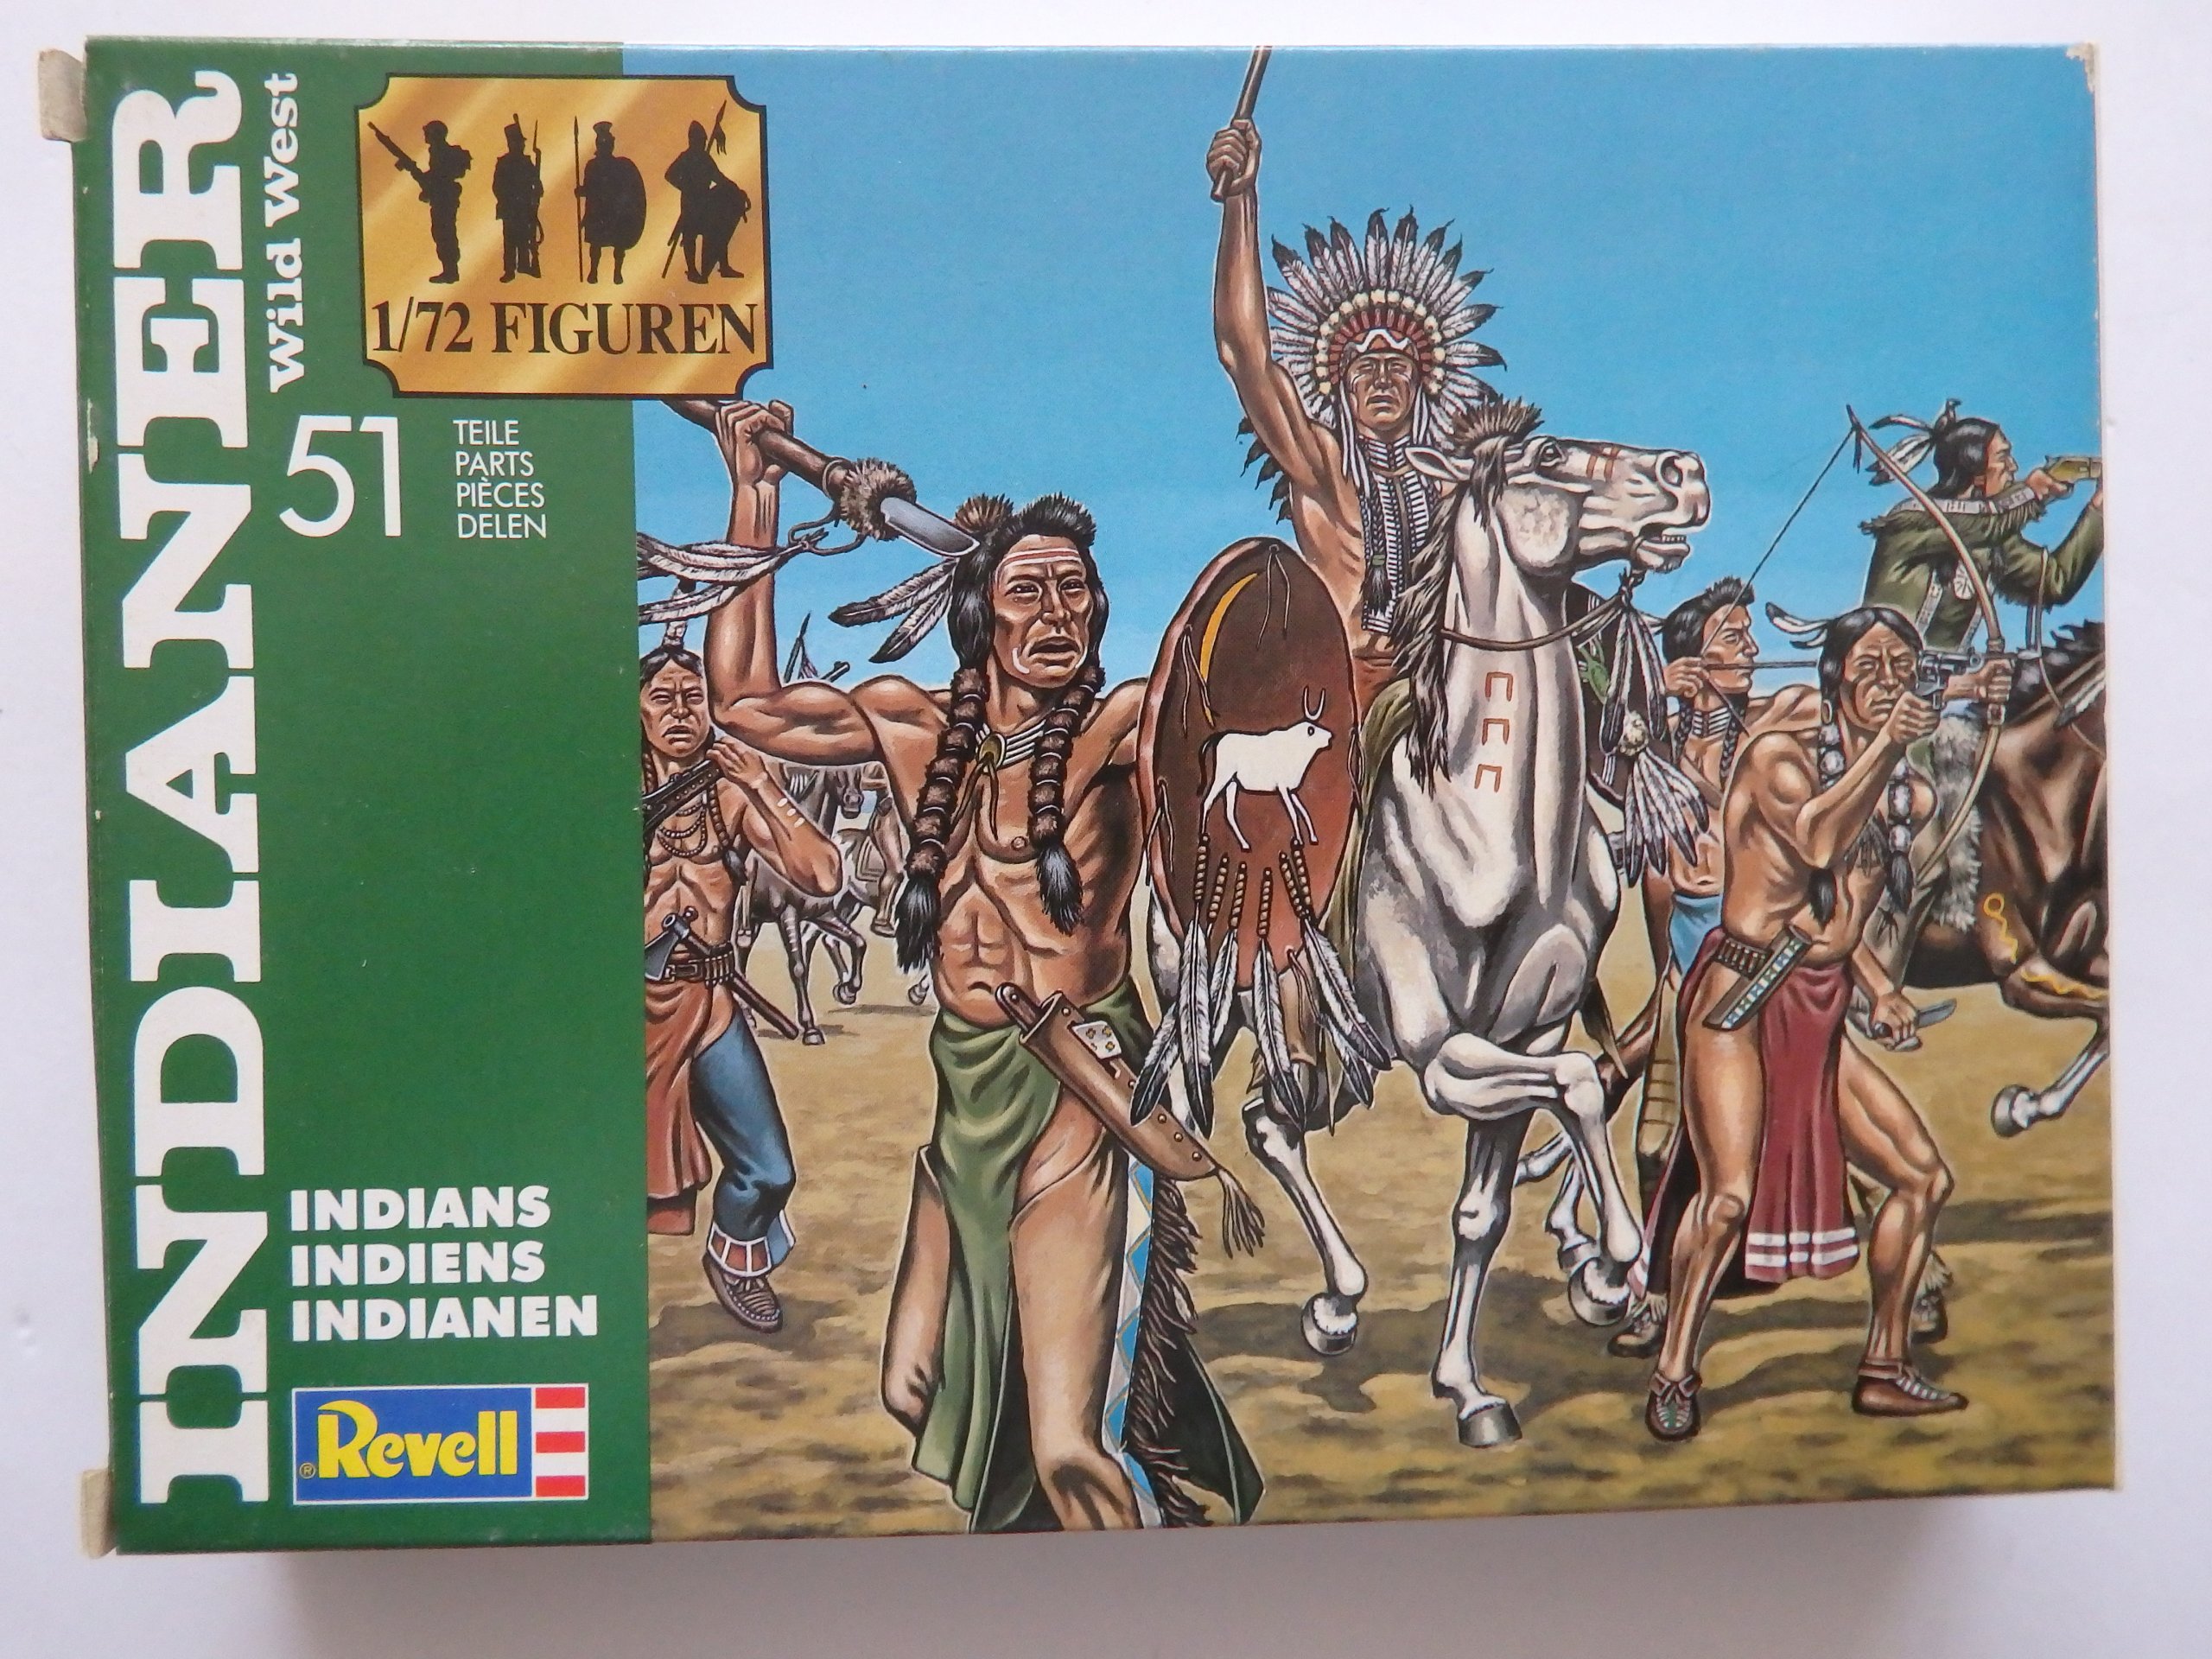 INDIANER
Wild West
1/72 FIGUREN
51
TEILE
PARTS
PIÈCES
DELEN
INDIANS
INDIENS
INDIANEN
® Revell